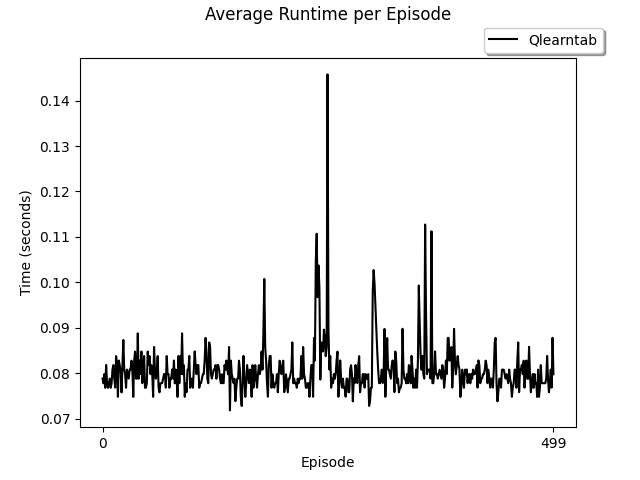 Average Runtime per Episode
Qlearntab
0.14
0.13
0.12
0.11
0.10
0.09
0.08
0.07
Time (seconds)
0
499
Episode